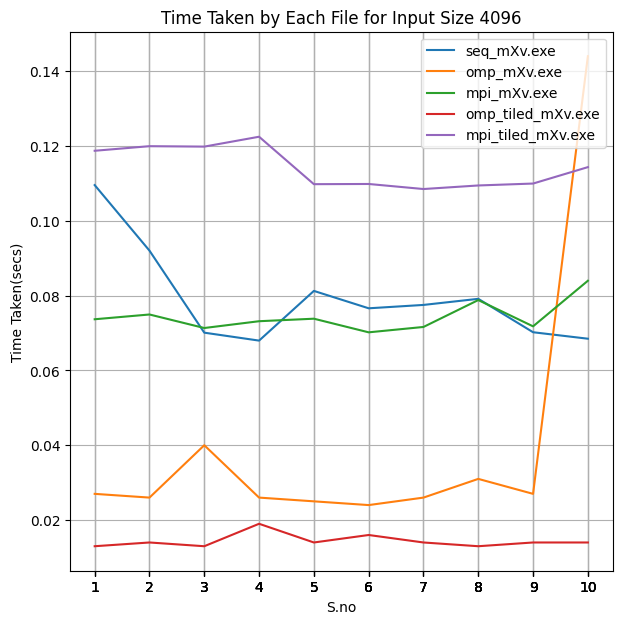 Time Taken by Each File for Input Size 4096
seq_mXv.exe
omp_mXv.exe
mpi_mXv.exe
omp_tiled_mXv.exe
mpi_tiled_mXv.exe
Time Taken(secs)
0.14
0.12
0.10
0.08
0.06
0.04
0.02
1 2 3 4 5 6 7 8 9 10
S.no